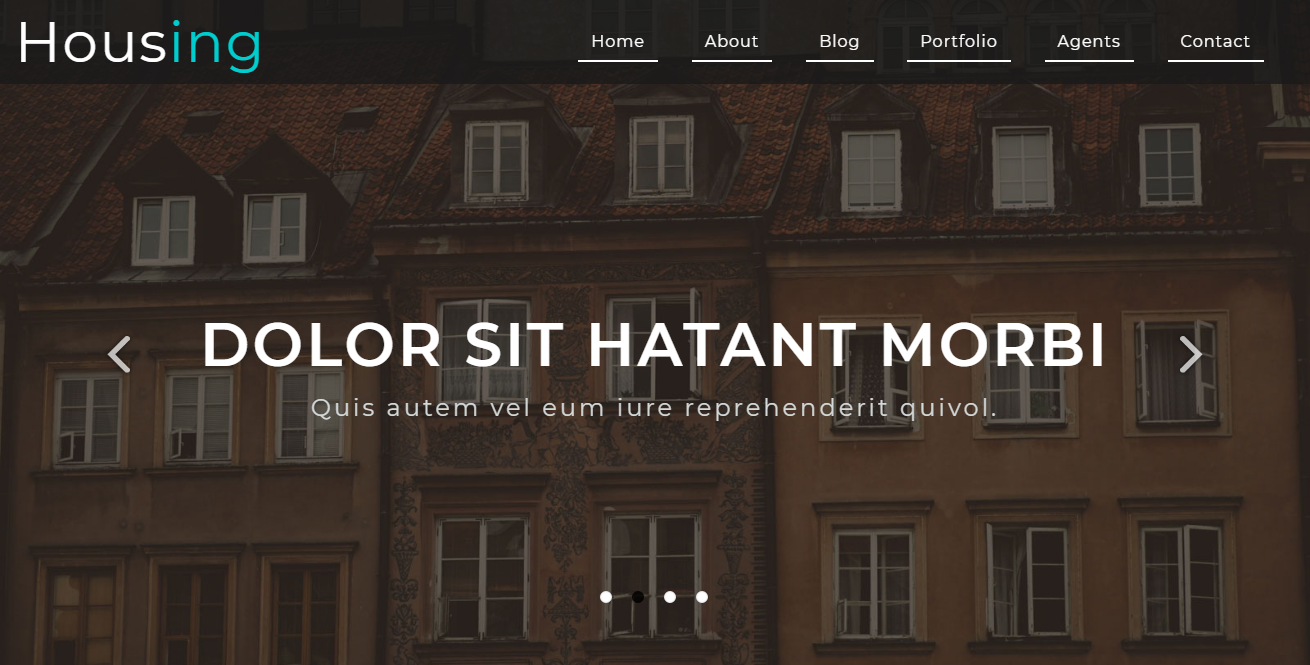 Housing
Home About Blog Portfolio Agents Contact
DOLOR SIT HATANT MORBI
Quis autem vel eum iure reprehenderit quivol.